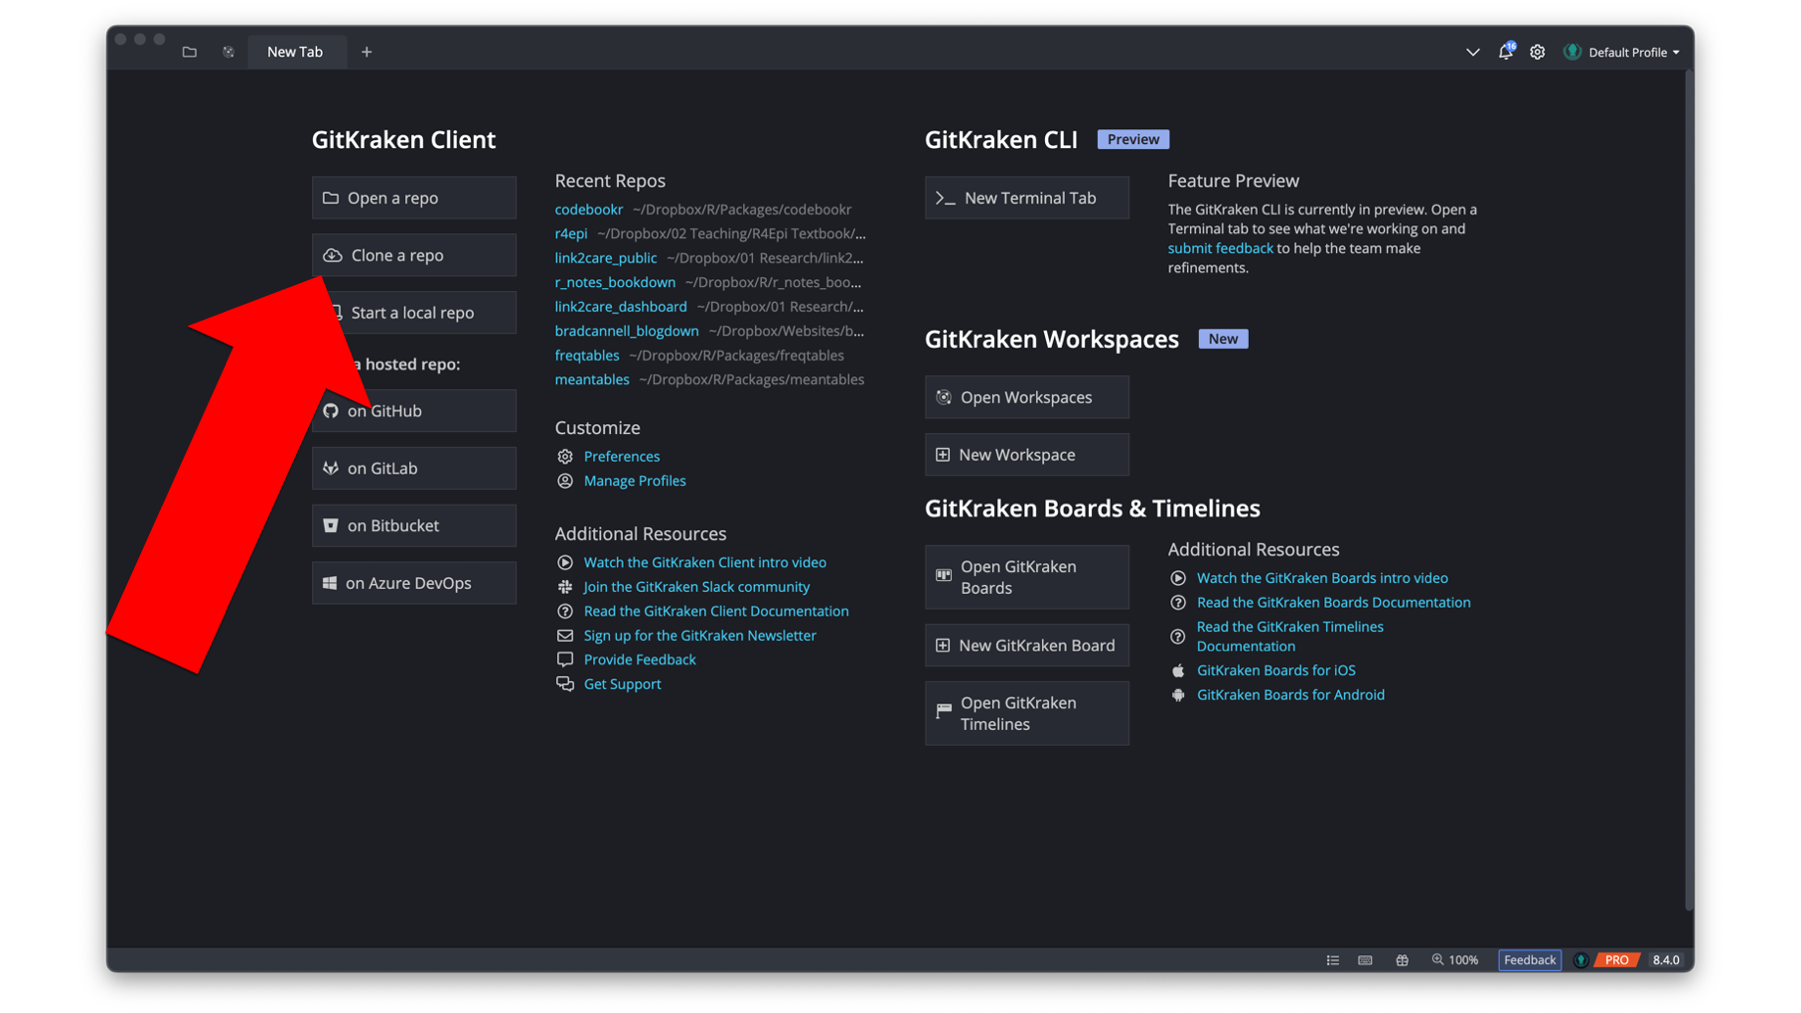 New Tab
16
Default Profile
GitKraken Client
Open a repo
Clone a repo
Start a local repo
a hosted repo:
on GitHub
on GitLab
on Bitbucket
on Azure DevOps
Recent Repos
codebookr ~/Dropbox/R/Packages/codebookr
r4epi ~/Dropbox/02 Teaching/R4Epi Textbook/...
link2care_public ~/Dropbox/01 Research/link2...
r_notes_bookdown ~/Dropbox/R/r_notes_boo...
link2care_dashboard ~/Dropbox/01 Research/...
bradcannell_blogdown ~/Dropbox/Websites/b...
freqtables ~/Dropbox/R/Packages/freqtables
meantables ~/Dropbox/R/Packages/meantables
Customize
Preferences
Manage Profiles
Additional Resources
Watch the GitKraken Client intro video
Join the GitKraken Slack community
Read the GitKraken Client Documentation
Sign up for the GitKraken Newsletter
Provide Feedback
Get Support
GitKraken CLI Preview
New Terminal Tab
Feature Preview
The GitKraken CLI is currently in preview. Open a
Terminal tab to see what we're working on and
submit feedback to help the team make
refinements.
GitKraken Workspaces New
Open Workspaces
New Workspace
GitKraken Boards & Timelines
Open GitKraken
Boards
New GitKraken Board
Open GitKraken
Timelines
Additional Resources
Watch the GitKraken Boards intro video
Read the GitKraken Boards Documentation
Read the GitKraken Timelines
Documentation
GitKraken Boards for iOS
GitKraken Boards for Android
100%
Feedback
PRO
8.4.0